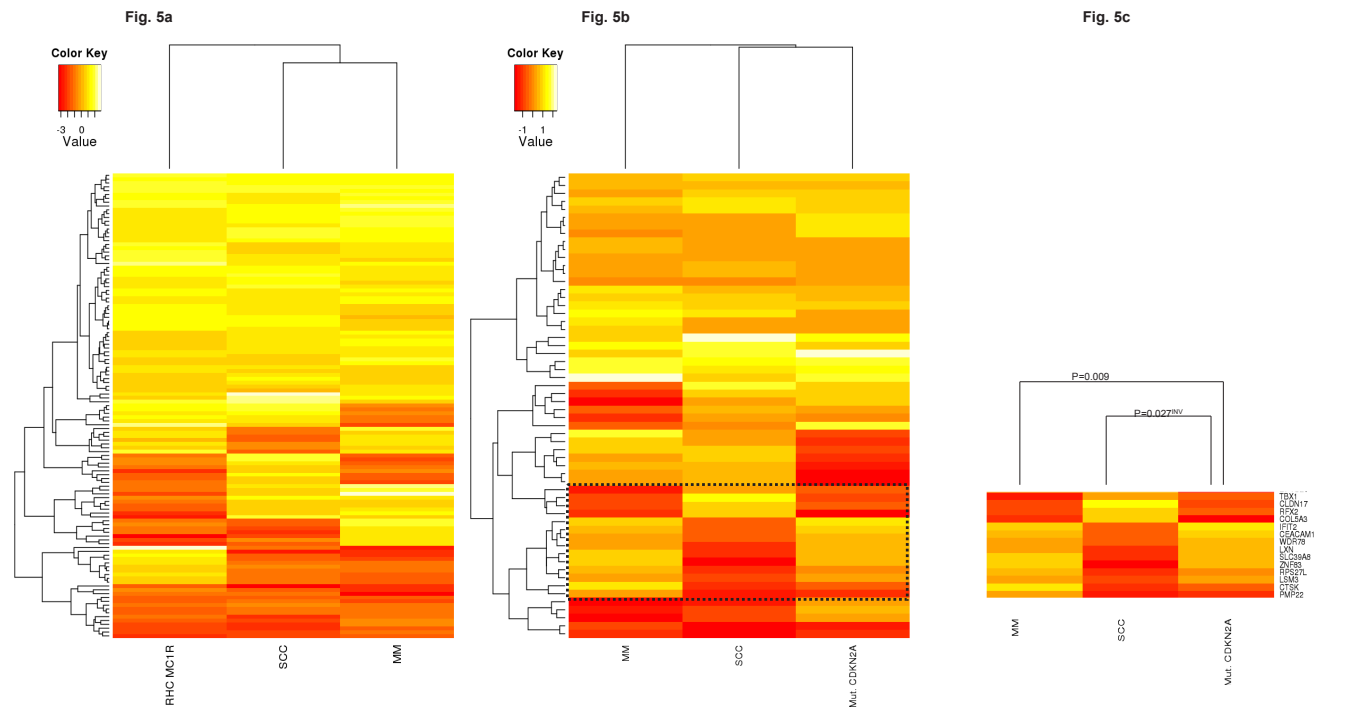 Fig. 5a
Fig. 5b
Fig. 5c
Color Key
-3 0
Value
Color Key
-1 1
Value
P=0.009
P=0.027INV
TBX1
CLDN17
RFX2
COL5A3
IFIT2
CEACAM1
WDR78
LXN
SLC39A8
ZNF83
RPS27L
LSM3
CTSK
PMP22
RHC MC1R
SCC
MM
MM
SCC
Mut. CDKN2A
MM
SCC
Mut. CDKN2A